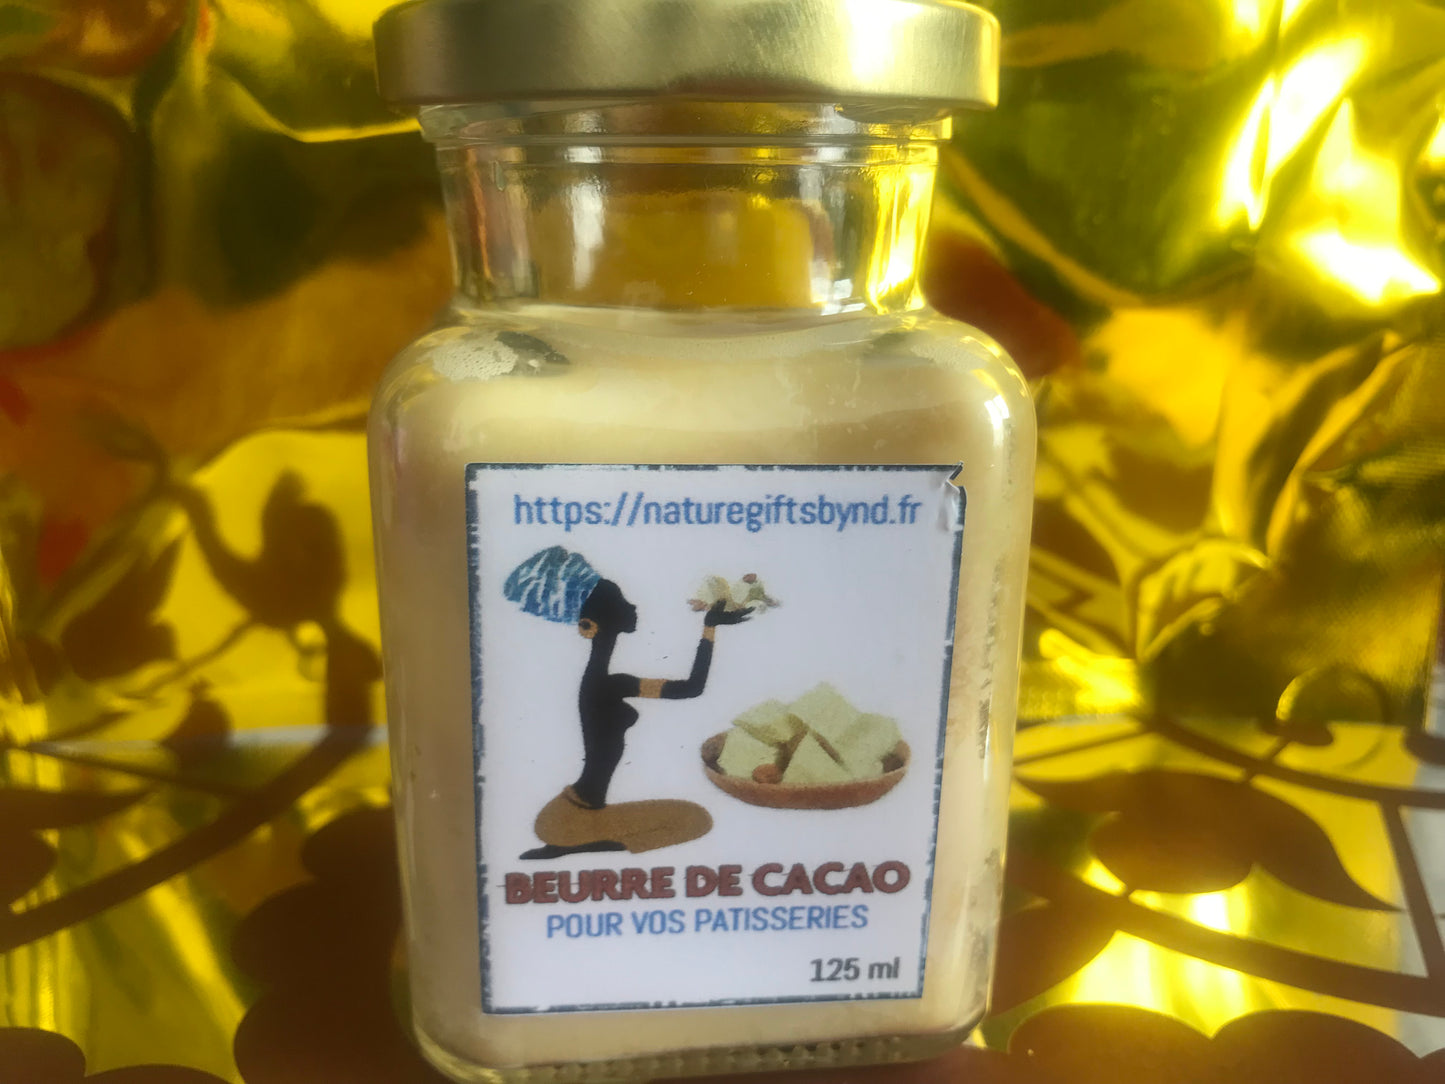 https://naturegiftsbynd.fr
BEURRE DE CACAO
POUR VOS PATISSERIES
125 ml